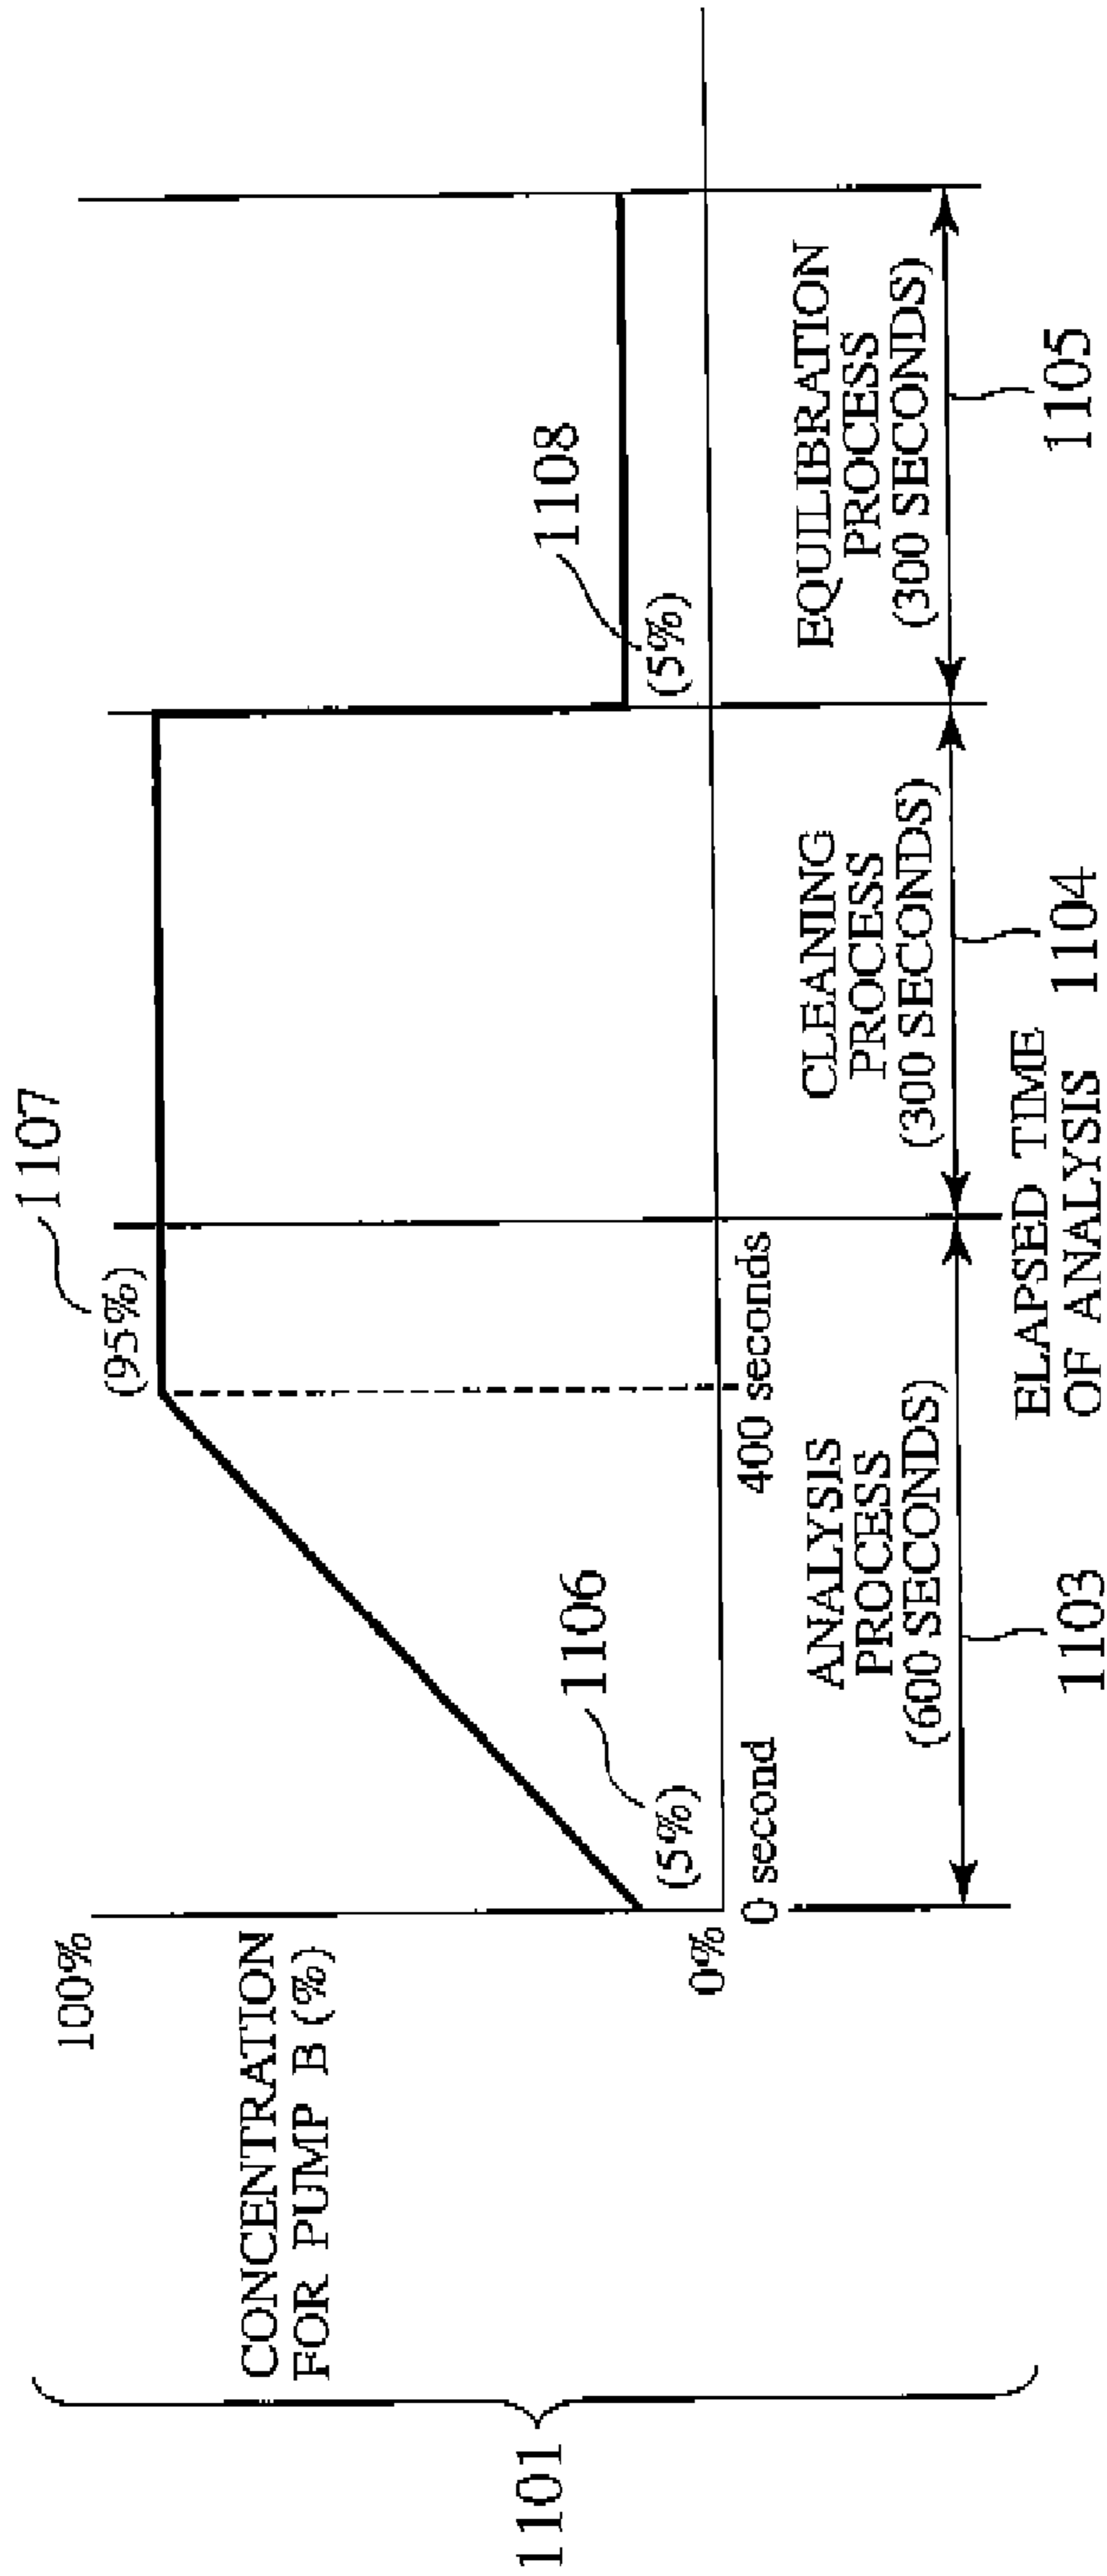 1101
CONCENTRATION
FOR PUMP B (%)
100%
0%
0 second
(5%)
1106
400 seconds
(95%)
1107
(5%)
1108
ANALYSIS
PROCESS
(600 SECONDS)
1103
ELAPSED TIME
OF ANALYSIS
CLEANING
PROCESS
(300 SECONDS)
1104
EQUILIBRATION
PROCESS
(300 SECONDS)
1105